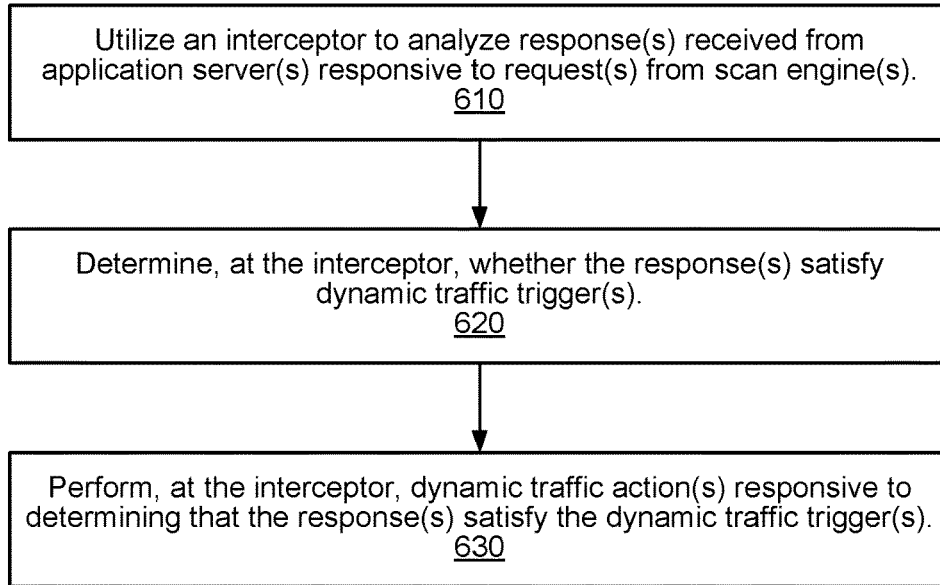 Utilize an interceptor to analyze response(s) received from
application server(s) responsive to request(s) from scan engine(s).
610
Determine, at the interceptor, whether the response(s) satisfy
dynamic traffic trigger(s).
620
Perform, at the interceptor, dynamic traffic action(s) responsive to
determining that the response(s) satisfy the dynamic traffic trigger(s).
630